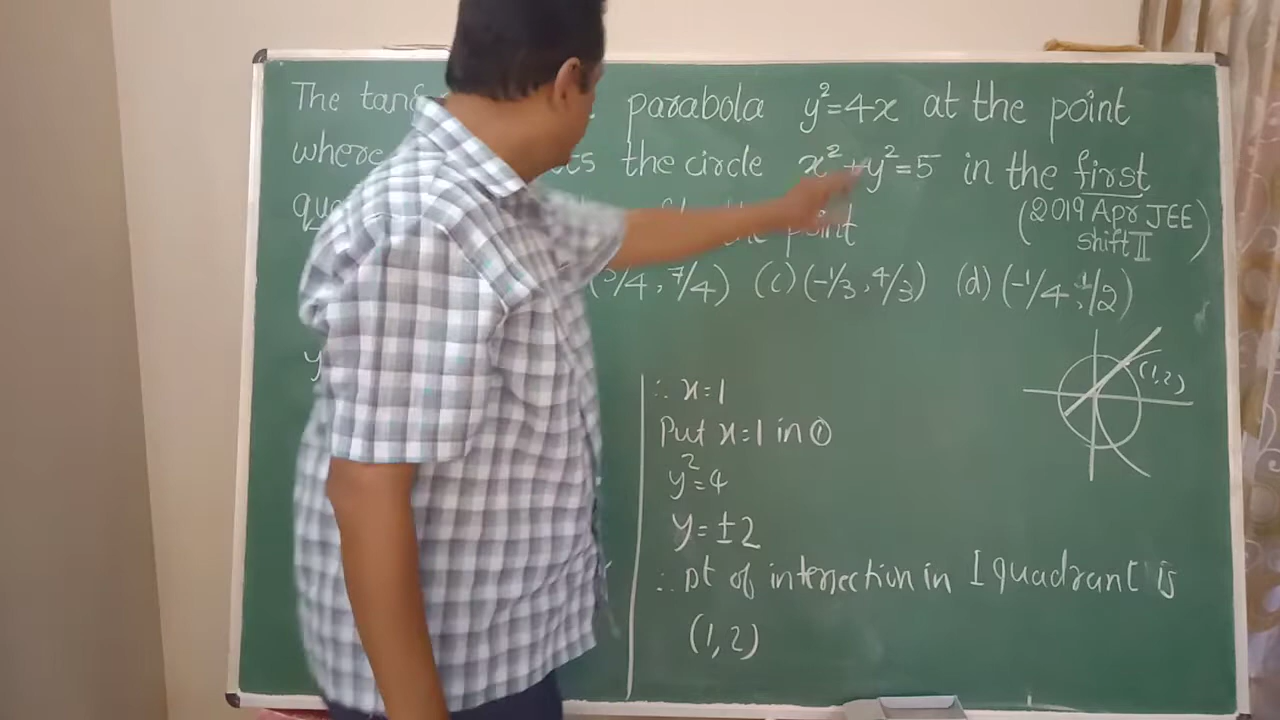 The tan parabola y²=4x at the point
where the circle x²+y²=5 in the first
point
(2019 Apr JEE
shift II)
/4, 7/4) (c) (-1/3, 4/3) (d) (-1/4, 1/2)
y
(1,2)
∴ x=1
Put x=1 in ①
y²=4
y=±2
∴ pt of intersection in I quadrant is
(1,2)